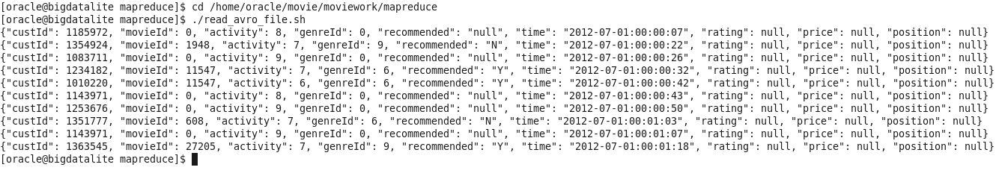 [oracle@bigdatalite mapreduce]$ cd /home/oracle/movie/moviework/mapreduce
[oracle@bigdatalite mapreduce]$ ./read_avro_file.sh
{"custId": 1185972, "movieId": 0, "activity": 8, "genreId": 0, "recommended": "null", "time": "2012-07-01:00:00:07", "rating": null, "price": null, "position": null}
{"custId": 1354924, "movieId": 1948, "activity": 7, "genreId": 9, "recommended": "N", "time": "2012-07-01:00:00:22", "rating": null, "price": null, "position": null}
{"custId": 1083711, "movieId": 0, "activity": 9, "genreId": 0, "recommended": "null", "time": "2012-07-01:00:00:26", "rating": null, "price": null, "position": null}
{"custId": 1234182, "movieId": 11547, "activity": 7, "genreId": 6, "recommended": "Y", "time": "2012-07-01:00:00:32", "rating": null, "price": null, "position": null}
{"custId": 1010220, "movieId": 11547, "activity": 6, "genreId": 6, "recommended": "Y", "time": "2012-07-01:00:00:42", "rating": null, "price": null, "position": null}
{"custId": 1143971, "movieId": 0, "activity": 8, "genreId": 0, "recommended": "null", "time": "2012-07-01:00:00:43", "rating": null, "price": null, "position": null}
{"custId": 1253676, "movieId": 0, "activity": 9, "genreId": 0, "recommended": "null", "time": "2012-07-01:00:00:50", "rating": null, "price": null, "position": null}
{"custId": 1351777, "movieId": 608, "activity": 7, "genreId": 6, "recommended": "N", "time": "2012-07-01:00:01:03", "rating": null, "price": null, "position": null}
{"custId": 1143971, "movieId": 0, "activity": 9, "genreId": 0, "recommended": "null", "time": "2012-07-01:00:01:07", "rating": null, "price": null, "position": null}
{"custId": 1363545, "movieId": 27205, "activity": 7, "genreId": 9, "recommended": "Y", "time": "2012-07-01:00:01:18", "rating": null, "price": null, "position": null}
[oracle@bigdatalite mapreduce]$